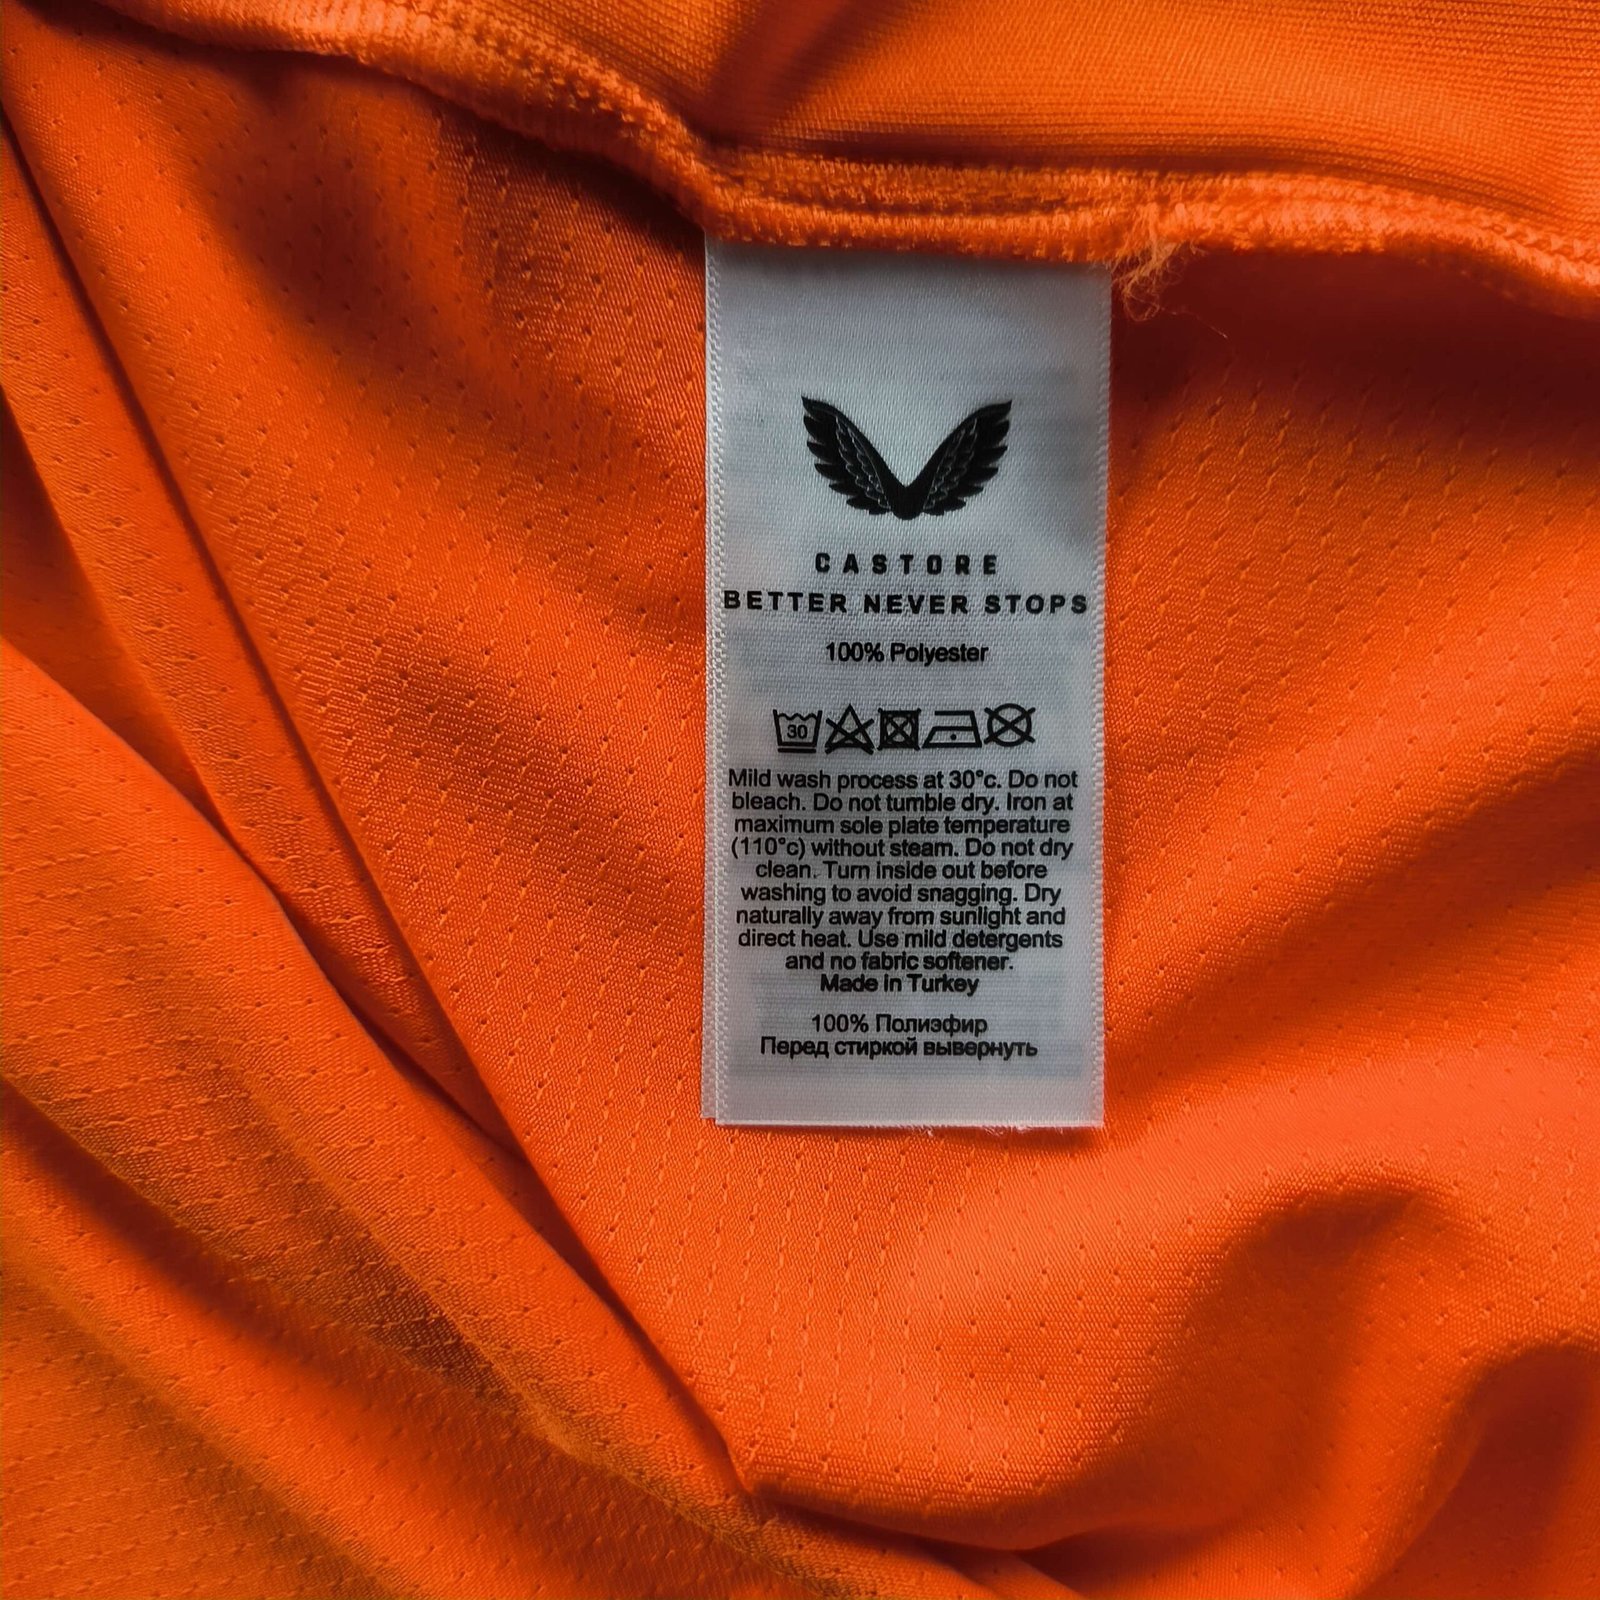 CASTORE
BETTER NEVER STOPS
100% Polyester
30
Mild wash process at 30°c. Do not
bleach. Do not tumble dry. Iron at
maximum sole plate temperature
(110°c) without steam. Do not dry
clean. Turn inside out before
washing to avoid snagging. Dry
naturally away from sunlight and
direct heat. Use mild detergents
and no fabric softener.
Made in Turkey
100% Полиэфир
Перед стиркой вывернуть